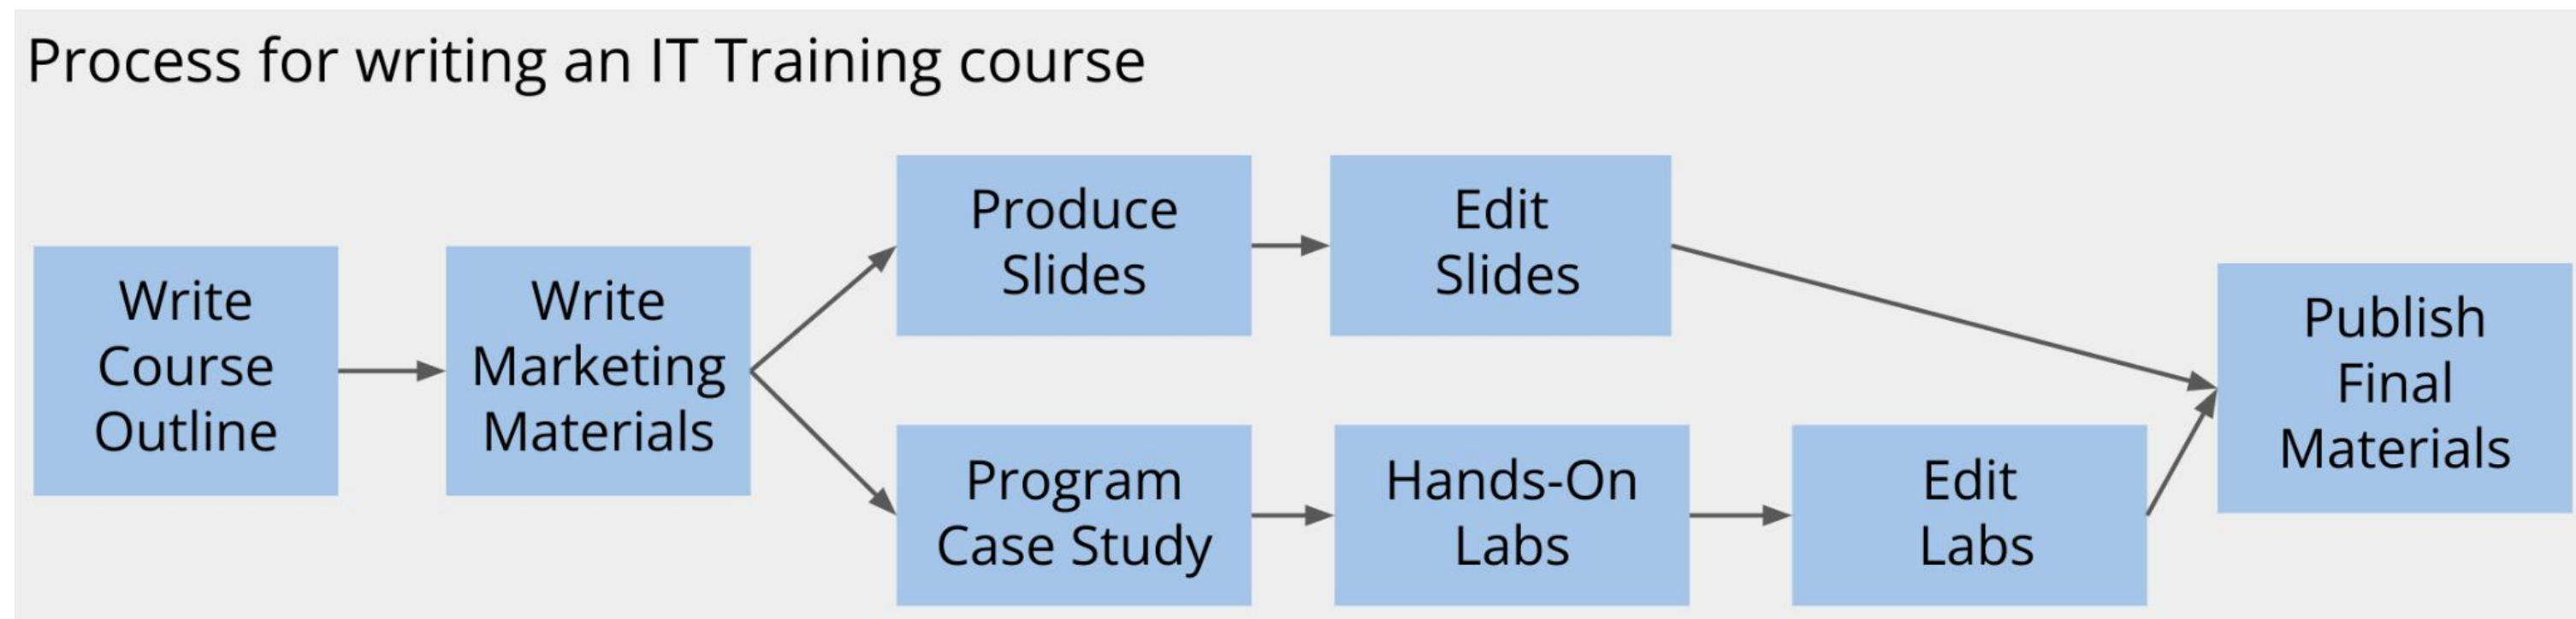 Process for writing an IT Training course
Write
Course
Outline
Write
Marketing
Materials
Produce
Slides
Edit
Slides
Program
Case Study
Hands-On
Labs
Edit
Labs
Publish
Final
Materials